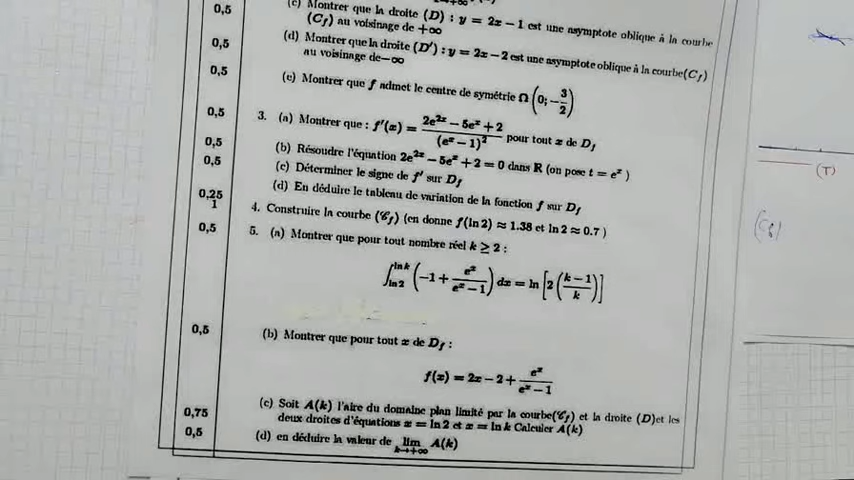 0,5 (c) Montrer que la droite (D) : y = 2x − 1 est une asymptote oblique à la courbe
(C_f) au voisinage de +∞
0,5 (d) Montrer que la droite (D') : y = 2x − 2 est une asymptote oblique à la courbe(C_f)
au voisinage de−∞
0,5 (e) Montrer que f admet le centre de symétrie Ω(0; −3/2)
0,5 3. (a) Montrer que : f'(x) = (2e^{2x} − 5e^x + 2)/(e^x − 1)^2 pour tout x de D_f
0,5 (b) Résoudre l'équation 2e^{2x} − 5e^x + 2 = 0 dans R (on pose t = e^x )
0,5 (c) Déterminer le signe de f' sur D_f
0,25 (d) En déduire le tableau de variation de la fonction f sur D_f
1 4. Construire la courbe (𝒞_f) (en donne f(ln 2) ≈ 1.38 et ln 2 ≈ 0.7 )
0,5 5. (a) Montrer que pour tout nombre réel k ≥ 2 :
∫_{ln 2}^{ln k} (−1 + e^x/(e^x − 1)) dx = ln [2 ((k − 1)/k)]
0,5 (b) Montrer que pour tout x de D_f :
f(x) = 2x − 2 + e^x/(e^x − 1)
0,75 (c) Soit A(k) l'aire du domaine plan limité par la courbe(𝒞_f) et la droite (D)et les
deux droites d'équations x = ln 2 et x = ln k Calculer A(k)
0,5 (d) en déduire la valeur de lim_{k→+∞} A(k)
(T)